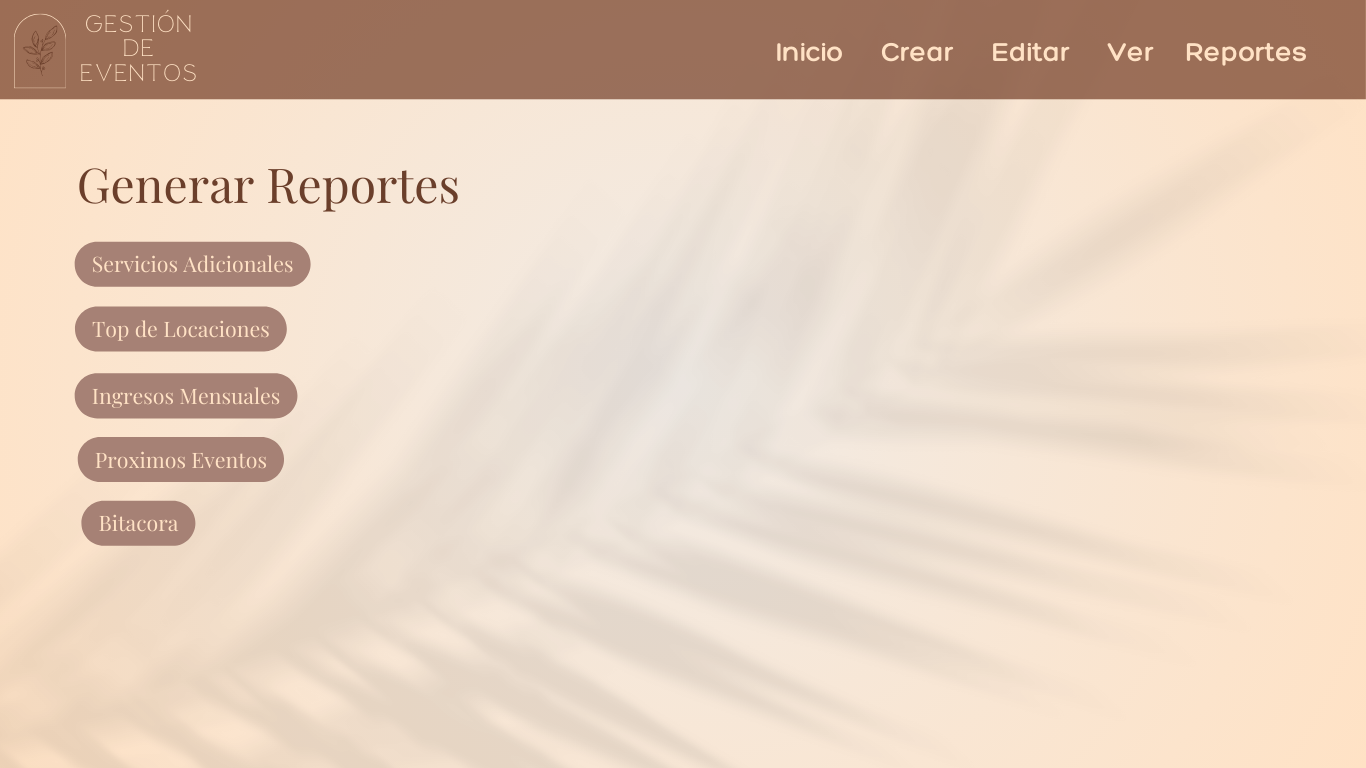 GESTIÓN
DE
EVENTOS
Inicio Crear Editar Ver Reportes
Generar Reportes
Servicios Adicionales
Top de Locaciones
Ingresos Mensuales
Proximos Eventos
Bitacora